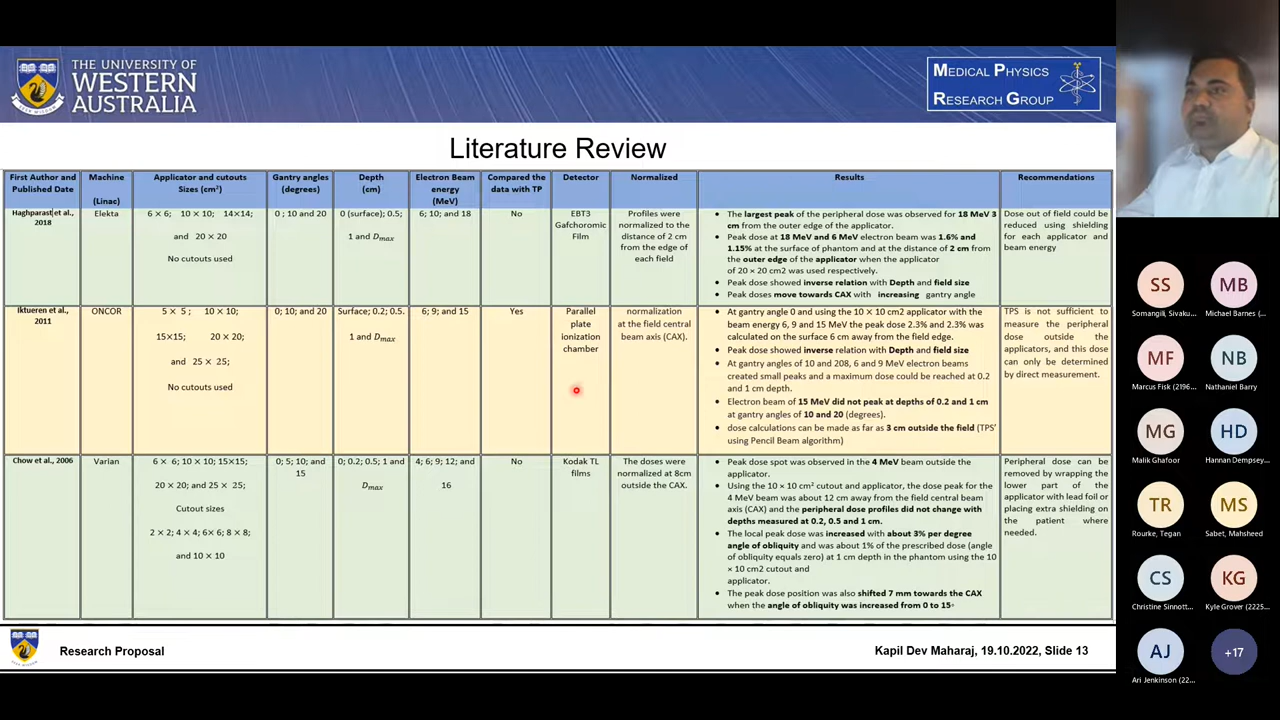 THE UNIVERSITY OF
WESTERN
AUSTRALIA
MEDICAL PHYSICS
RESEARCH GROUP
Literature Review
First Author and
Published Date
Machine
(Linac)
Applicator and cutouts
Sizes (cm²)
Gantry angles
(degrees)
Depth
(cm)
Electron Beam
energy
(MeV)
Compared the
data with TP
Detector
Normalized
Results
Recommendations
Haghparast et al.,
2018
Elekta
6 × 6; 10 × 10; 14×14;
and 20 × 20
No cutouts used
0 ; 10 and 20
0 (surface); 0.5;
1 and Dmax
6; 10; and 18
No
EBT3
Gafchoromic
Film
Profiles were
normalized to the
distance of 2 cm
from the edge of
each field
• The largest peak of the peripheral dose was observed for 18 MeV 3
cm from the outer edge of the applicator.
• Peak dose at 18 MeV and 6 MeV electron beam was 1.6% and
1.15% at the surface of phantom and at the distance of 2 cm from
the outer edge of the applicator when the applicator
of 20 × 20 cm2 was used respectively.
• Peak dose showed inverse relation with Depth and field size
• Peak doses move towards CAX with increasing gantry angle
Dose out of field could be
reduced using shielding
for each applicator and
beam energy
Iktueren et al.,
2011
ONCOR
5 × 5 ; 10 × 10;
15×15; 20 × 20;
and 25 × 25;
No cutouts used
0; 10; and 20
Surface; 0.2; 0.5.
1 and Dmax
6; 9; and 15
Yes
Parallel
plate
ionization
chamber
normalization
at the field central
beam axis (CAX).
• At gantry angle 0 and using the 10 × 10 cm2 applicator with the
beam energy 6, 9 and 15 MeV the peak dose 2.3% and 2.3% was
calculated on the surface 6 cm away from the field edge.
• Peak dose showed inverse relation with Depth and field size
• At gantry angles of 10 and 208, 6 and 9 MeV electron beams
created small peaks and a maximum dose could be reached at 0.2
and 1 cm depth.
• Electron beam of 15 MeV did not peak at depths of 0.2 and 1 cm
at gantry angles of 10 and 20 (degrees).
• dose calculations can be made as far as 3 cm outside the field (TPS’
using Pencil Beam algorithm)
TPS is not sufficient to
measure the peripheral
dose outside the
applicators, and this dose
can only be determined
by direct measurement.
Chow et al., 2006
Varian
6 × 6; 10 × 10; 15×15;
20 × 20; and 25 × 25;
Cutout sizes
2 × 2; 4 × 4; 6× 6; 8 × 8;
and 10 × 10
0; 5; 10; and
15
0; 0.2; 0.5; 1 and
Dmax
4; 6; 9; 12; and
16
No
Kodak TL
films
The doses were
normalized at 8cm
outside the CAX.
• Peak dose spot was observed in the 4 MeV beam outside the
applicator.
• Using the 10 × 10 cm² cutout and applicator, the dose peak for the
4 MeV beam was about 12 cm away from the field central beam
axis (CAX) and the peripheral dose profiles did not change with
depths measured at 0.2, 0.5 and 1 cm.
• The local peak dose was increased with about 3% per degree
angle of obliquity and was about 1% of the prescribed dose (angle
of obliquity equals zero) at 1 cm depth in the phantom using the 10
× 10 cm2 cutout and
applicator.
• The peak dose position was also shifted 7 mm towards the CAX
when the angle of obliquity was increased from 0 to 15◦
Peripheral dose can be
removed by wrapping the
lower part of the
applicator with lead foil or
placing extra shielding on
the patient where
needed.
Research Proposal
Kapil Dev Maharaj, 19.10.2022, Slide 13
SS
MB
Somangili, Sivaku...
Michael Barnes (...
MF
NB
Marcus Fisk (2196...
Nathaniel Barry
MG
HD
Malik Ghafoor
Hannan Dempsey...
TR
MS
Rourke, Tegan
Sabet, Mahsheed
CS
KG
Christine Sinnott...
Kyle Grover (2225...
AJ
+17
Ari Jenkinson (22...